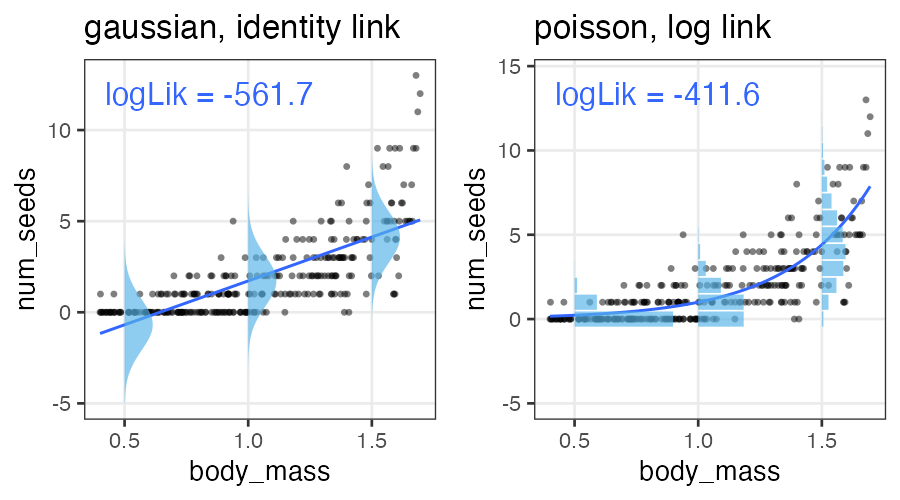 gaussian, identity link
logLik = -561.7
10
5
0
-5
num_seeds
0.5 1.0 1.5
body_mass
poisson, log link
logLik = -411.6
15
10
5
0
-5
num_seeds
0.5 1.0 1.5
body_mass